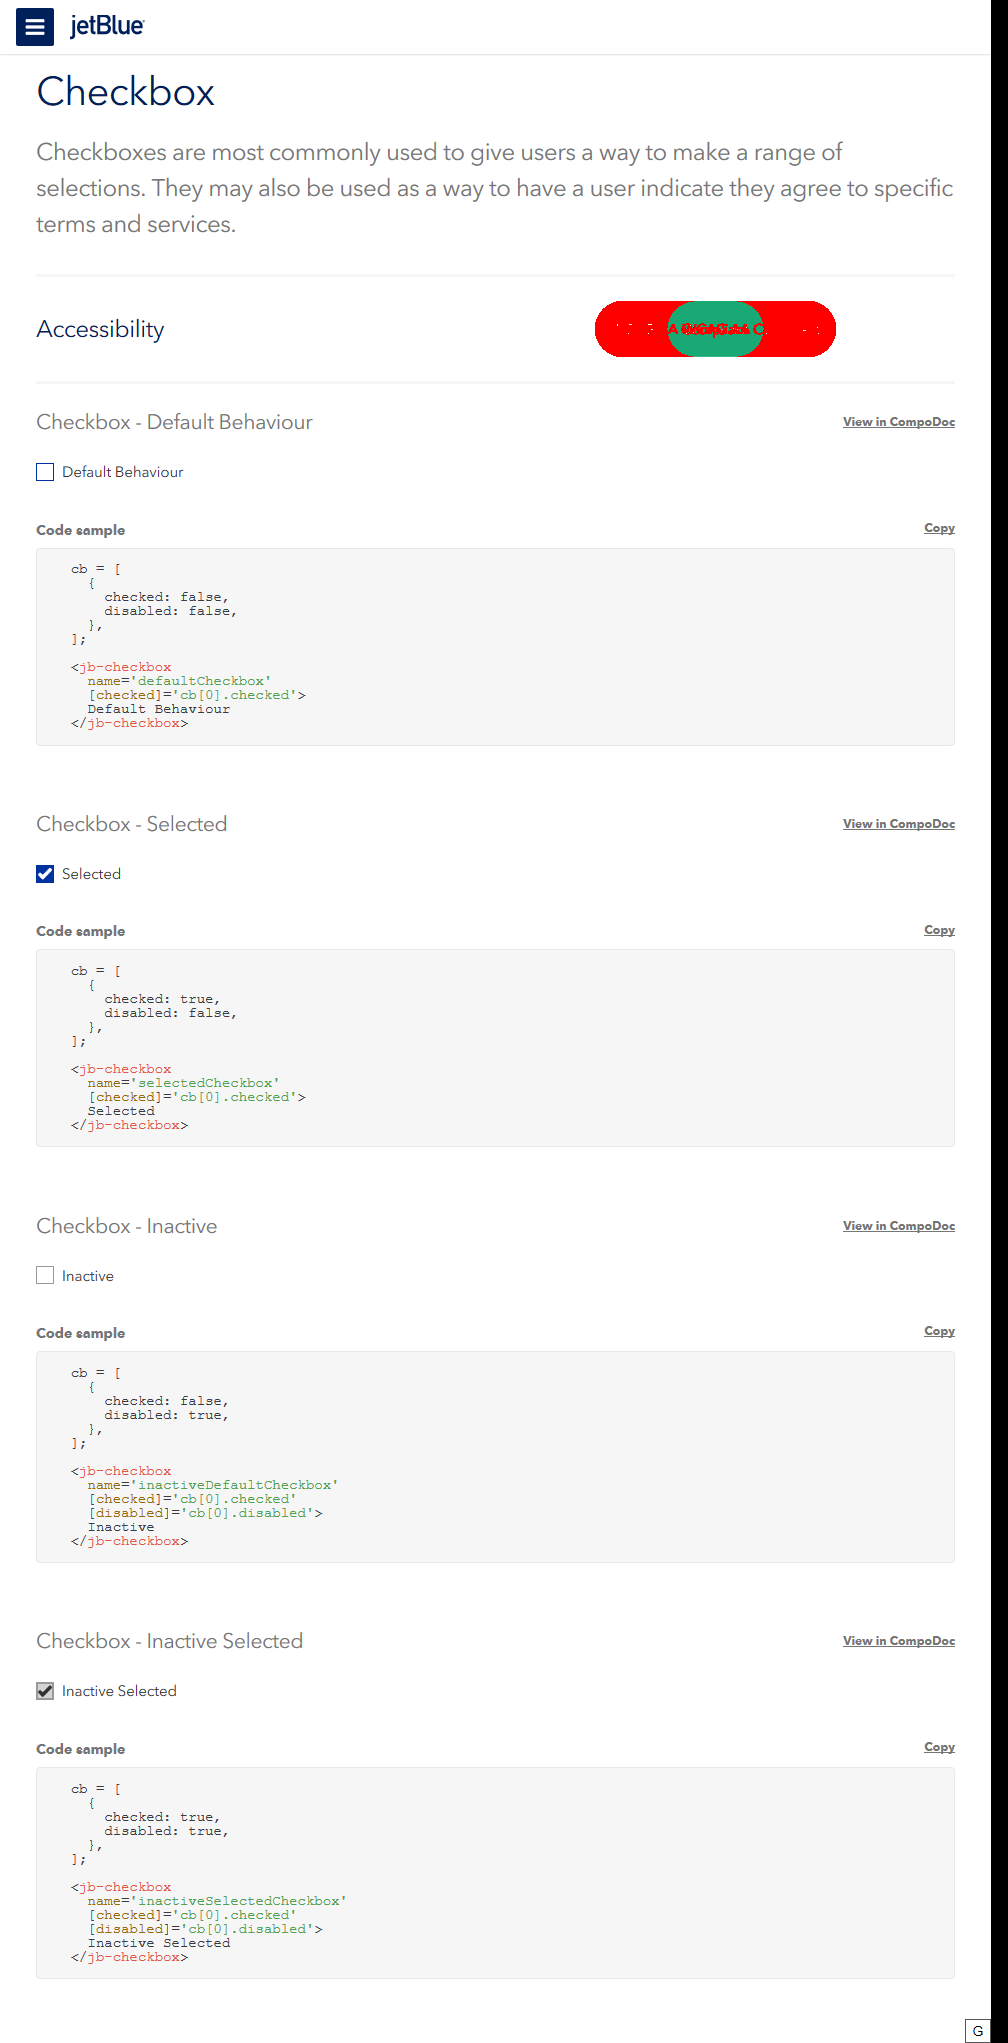 jetBlue
Checkbox
Checkboxes are most commonly used to give users a way to make a range of
selections. They may also be used as a way to have a user indicate they agree to specific
terms and services.
Accessibility
Checkbox - Default Behaviour
View in CompoDoc
Default Behaviour
Code sample
Copy
cb = [
{
checked: false,
disabled: false,
},
];
<jb-checkbox
name='defaultCheckbox'
[checked]='cb[0].checked'>
Default Behaviour
</jb-checkbox>
Checkbox - Selected
View in CompoDoc
Selected
Code sample
Copy
cb = [
{
checked: true,
disabled: false,
},
];
<jb-checkbox
name='selectedCheckbox'
[checked]='cb[0].checked'>
Selected
</jb-checkbox>
Checkbox - Inactive
View in CompoDoc
Inactive
Code sample
Copy
cb = [
{
checked: false,
disabled: true,
},
];
<jb-checkbox
name='inactiveDefaultCheckbox'
[checked]='cb[0].checked'
[disabled]='cb[0].disabled'>
Inactive
</jb-checkbox>
Checkbox - Inactive Selected
View in CompoDoc
Inactive Selected
Code sample
Copy
cb = [
{
checked: true,
disabled: true,
},
];
<jb-checkbox
name='inactiveSelectedCheckbox'
[checked]='cb[0].checked'
[disabled]='cb[0].disabled'>
Inactive Selected
</jb-checkbox>
G